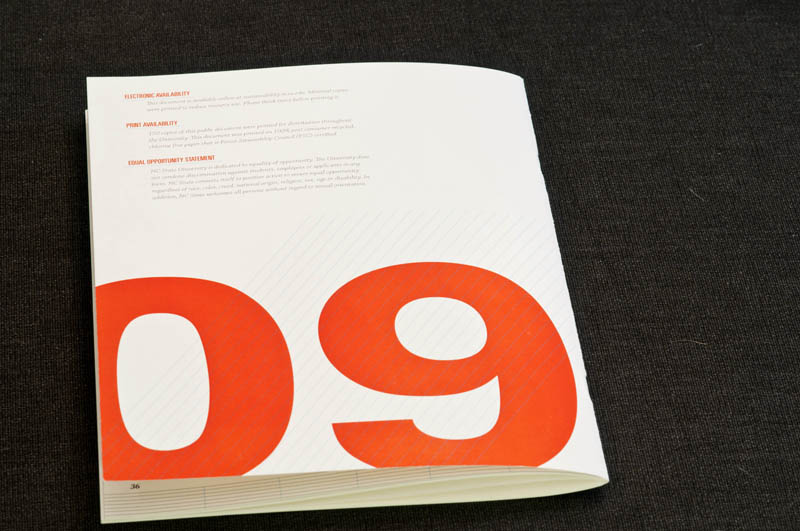 ELECTRONIC AVAILABILITY
This document is available online at sustainability.ncsu.edu. Minimal copies
were printed to reduce resource use. Please think twice before printing it.
PRINT AVAILABILITY
150 copies of this public document were printed for distribution throughout
the University. This document was printed on 100% post consumer recycled,
chlorine free paper that is Forest Stewardship Council (FSC) certified.
EQUAL OPPORTUNITY STATEMENT
NC State University is dedicated to equality of opportunity. The University does
not condone discrimination against students, employees or applicants in any
form. NC State commits itself to positive action to secure equal opportunity
regardless of race, color, creed, national origin, religion, sex, age or disability. In
addition, NC State welcomes all persons without regard to sexual orientation.
09
36